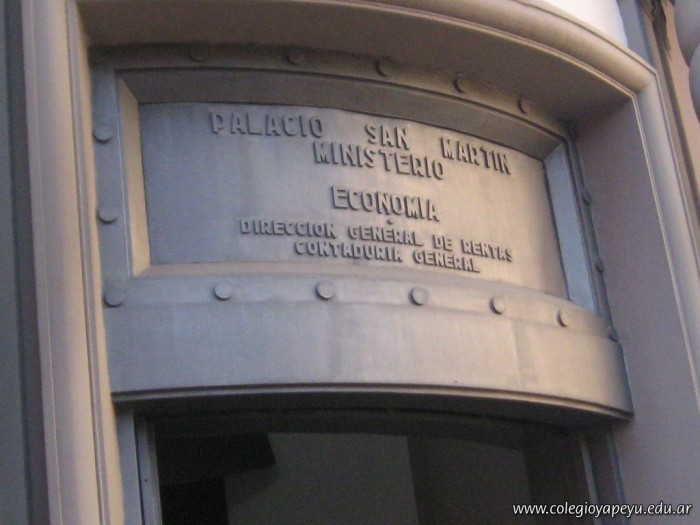 PALACIO SAN MARTIN
MINISTERIO
ECONOMIA
DIRECCION GENERAL DE RENTAS
CONTADURIA GENERAL
www.colegioyapeyu.edu.ar